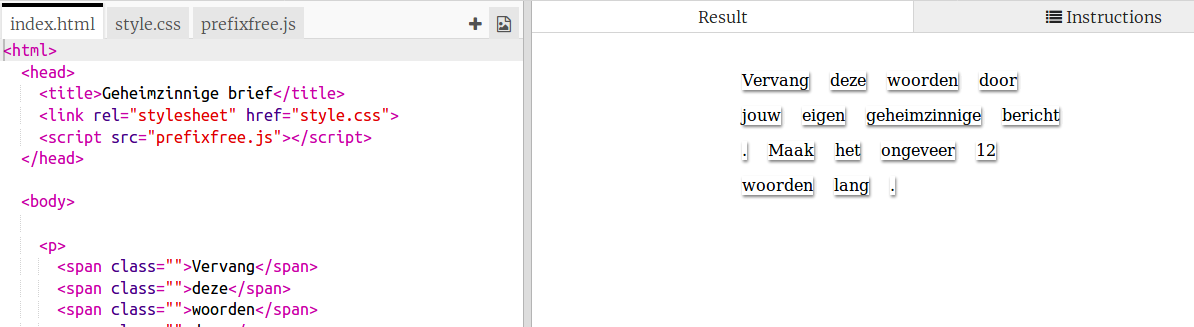 index.html style.css prefixfree.js
<html>
<head>
<title>Geheimzinnige brief</title>
<link rel="stylesheet" href="style.css">
<script src="prefixfree.js"></script>
</head>
<body>
<p>
<span class="">Vervang</span>
<span class="">deze</span>
<span class="">woorden</span>
Result Instructions
Vervang deze woorden door
jouw eigen geheimzinnige bericht
. Maak het ongeveer 12
woorden lang .